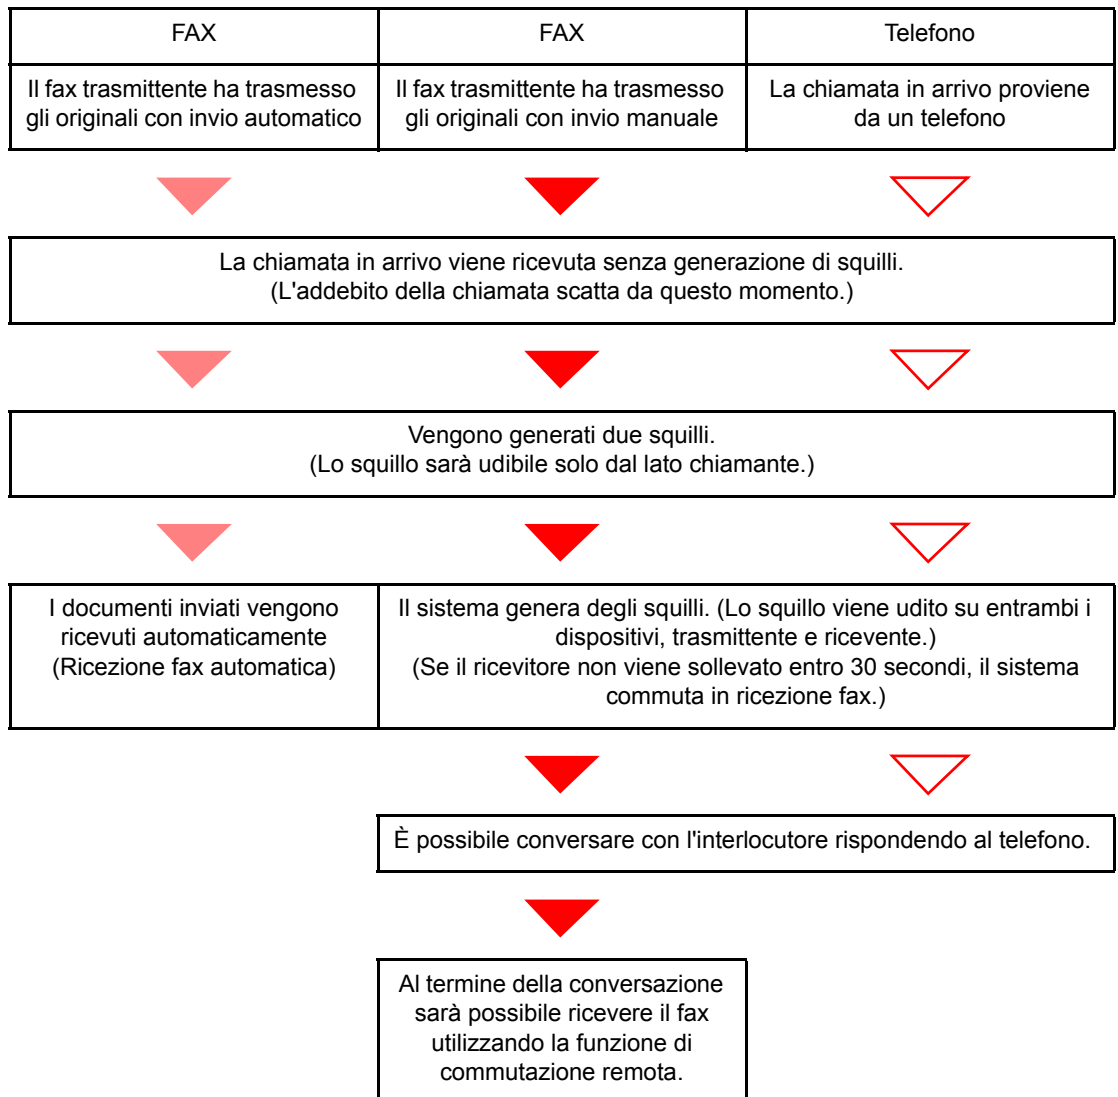 FAX
FAX
Telefono
Il fax trasmittente ha trasmesso
gli originali con invio automatico
Il fax trasmittente ha trasmesso
gli originali con invio manuale
La chiamata in arrivo proviene
da un telefono
La chiamata in arrivo viene ricevuta senza generazione di squilli.
(L'addebito della chiamata scatta da questo momento.)
Vengono generati due squilli.
(Lo squillo sarà udibile solo dal lato chiamante.)
I documenti inviati vengono
ricevuti automaticamente
(Ricezione fax automatica)
Il sistema genera degli squilli. (Lo squillo viene udito su entrambi i
dispositivi, trasmittente e ricevente.)
(Se il ricevitore non viene sollevato entro 30 secondi, il sistema
commuta in ricezione fax.)
È possibile conversare con l'interlocutore rispondendo al telefono.
Al termine della conversazione
sarà possibile ricevere il fax
utilizzando la funzione di
commutazione remota.